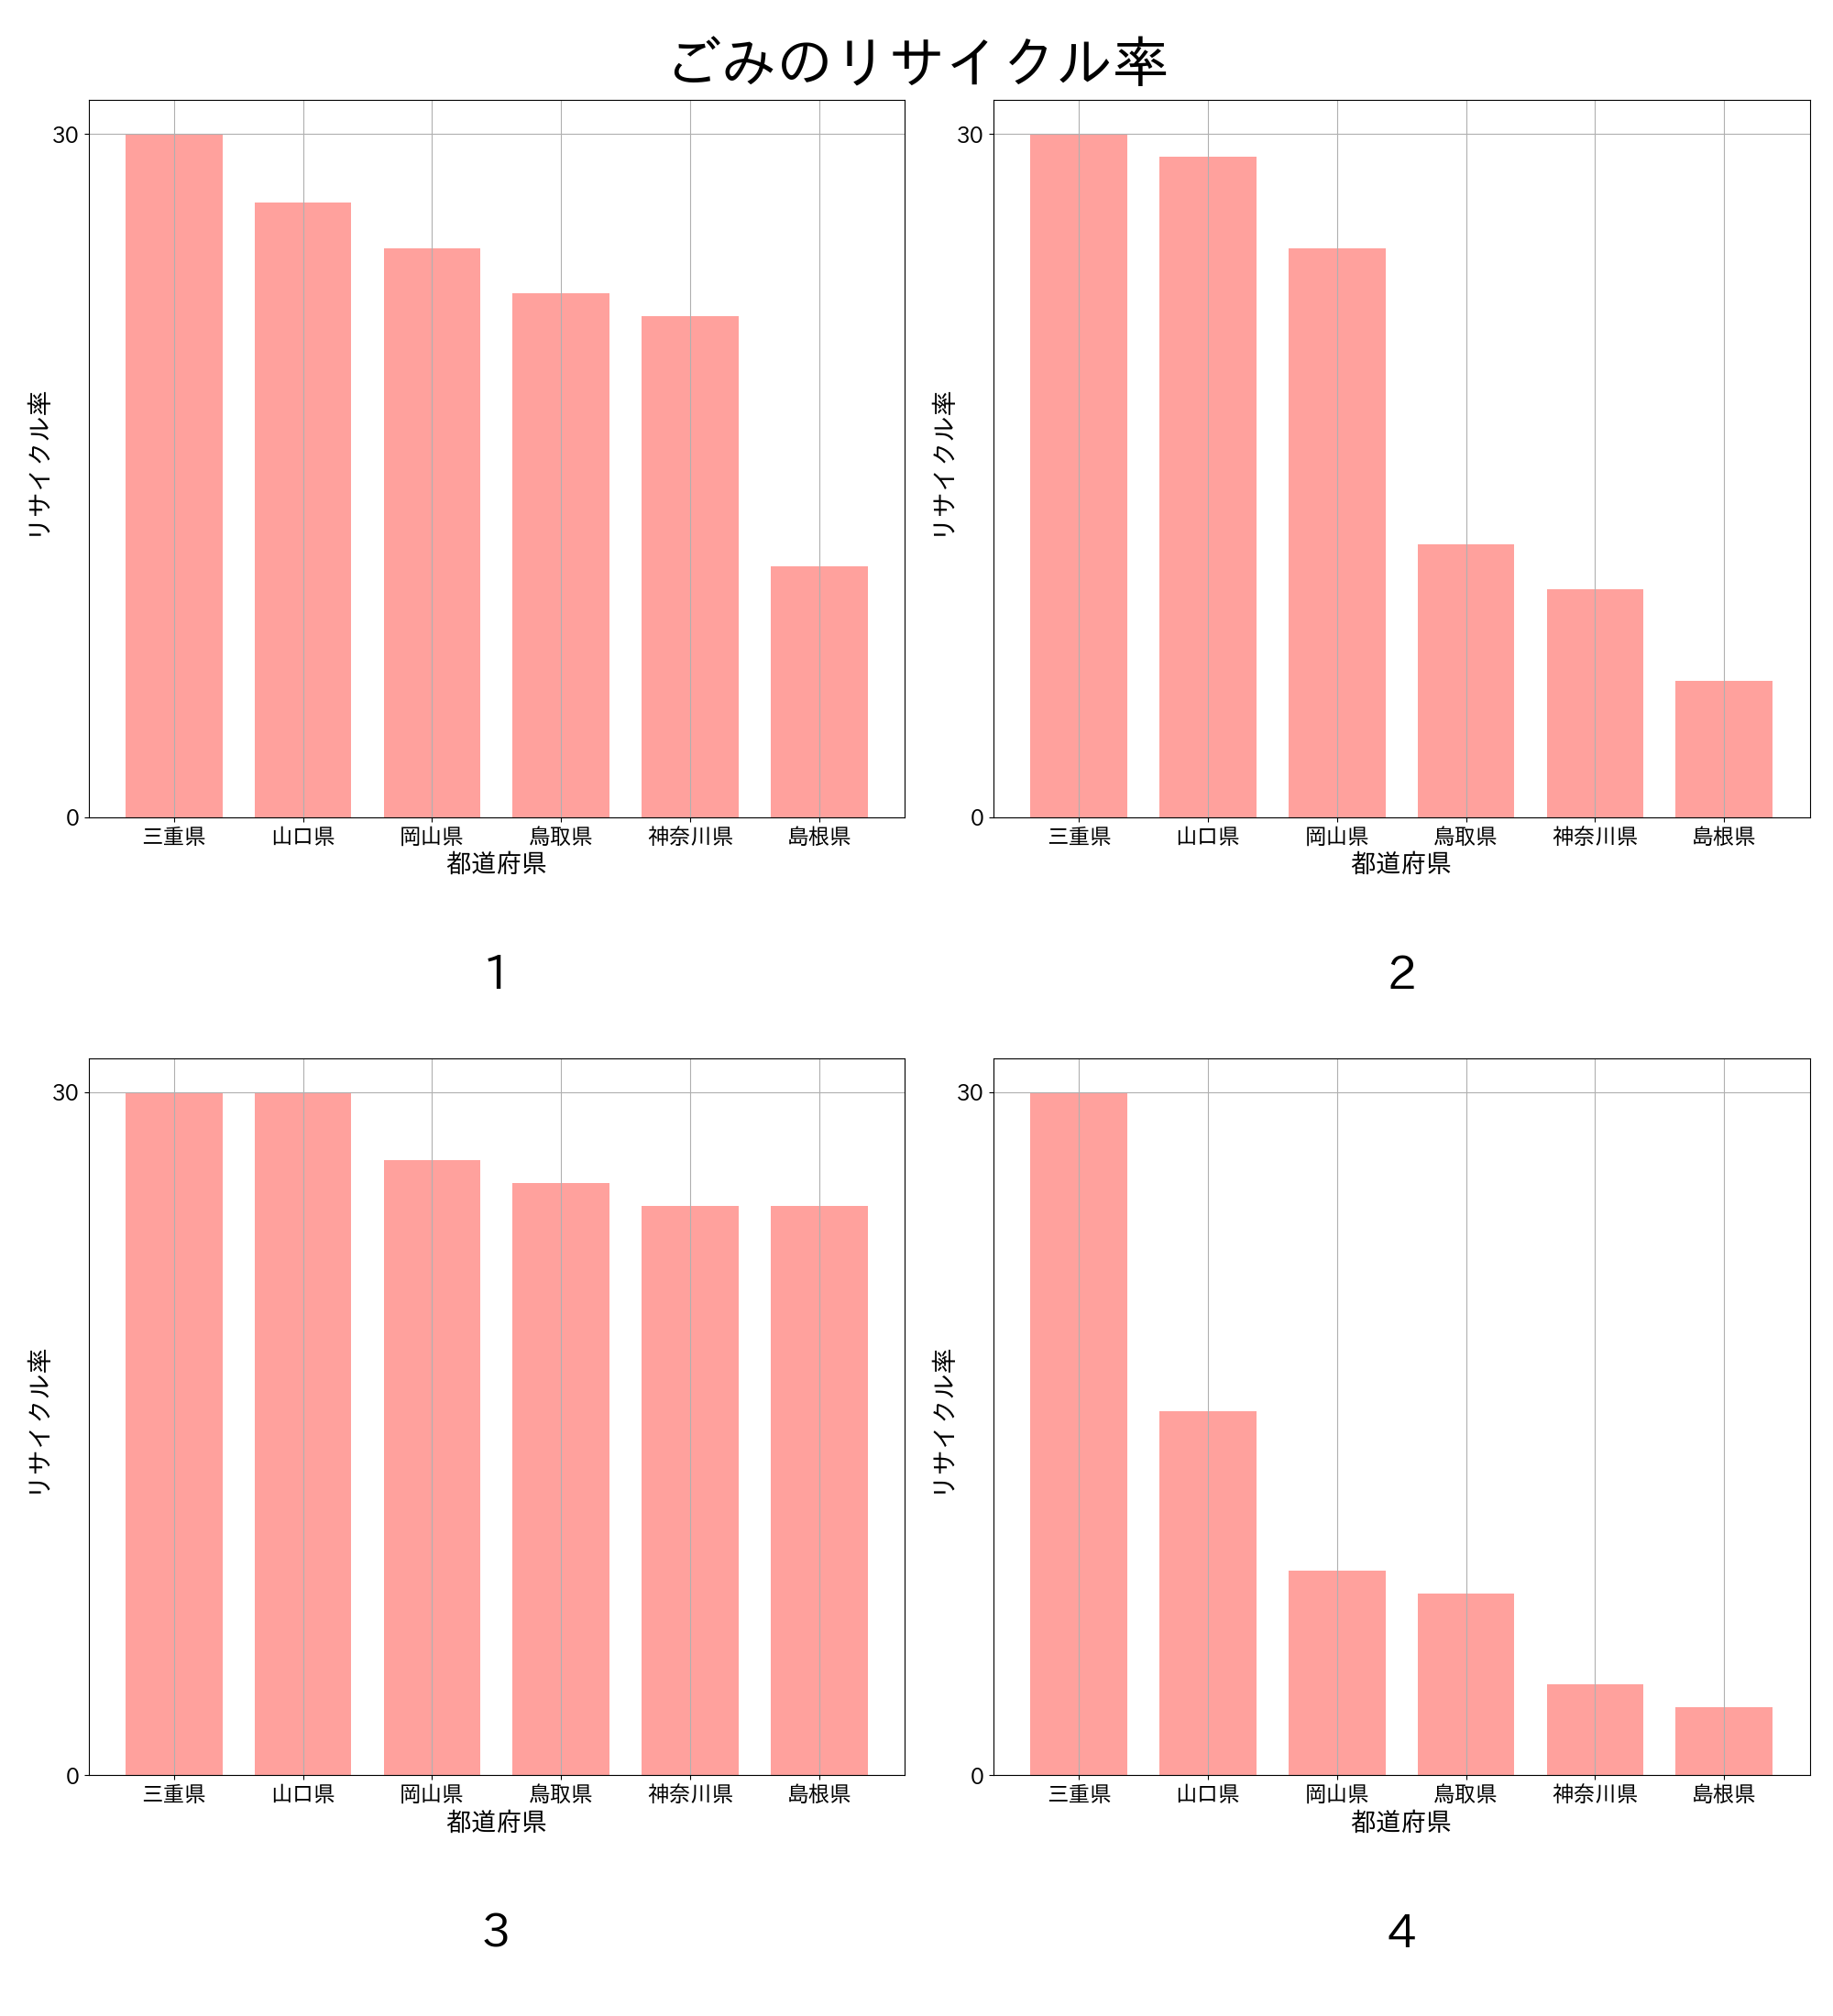 ごみのリサイクル率
30
0
リサイクル率
三重県 山口県 岡山県 鳥取県 神奈川県 島根県
都道府県
1
30
0
リサイクル率
三重県 山口県 岡山県 鳥取県 神奈川県 島根県
都道府県
2
30
0
リサイクル率
三重県 山口県 岡山県 鳥取県 神奈川県 島根県
都道府県
3
30
0
リサイクル率
三重県 山口県 岡山県 鳥取県 神奈川県 島根県
都道府県
4